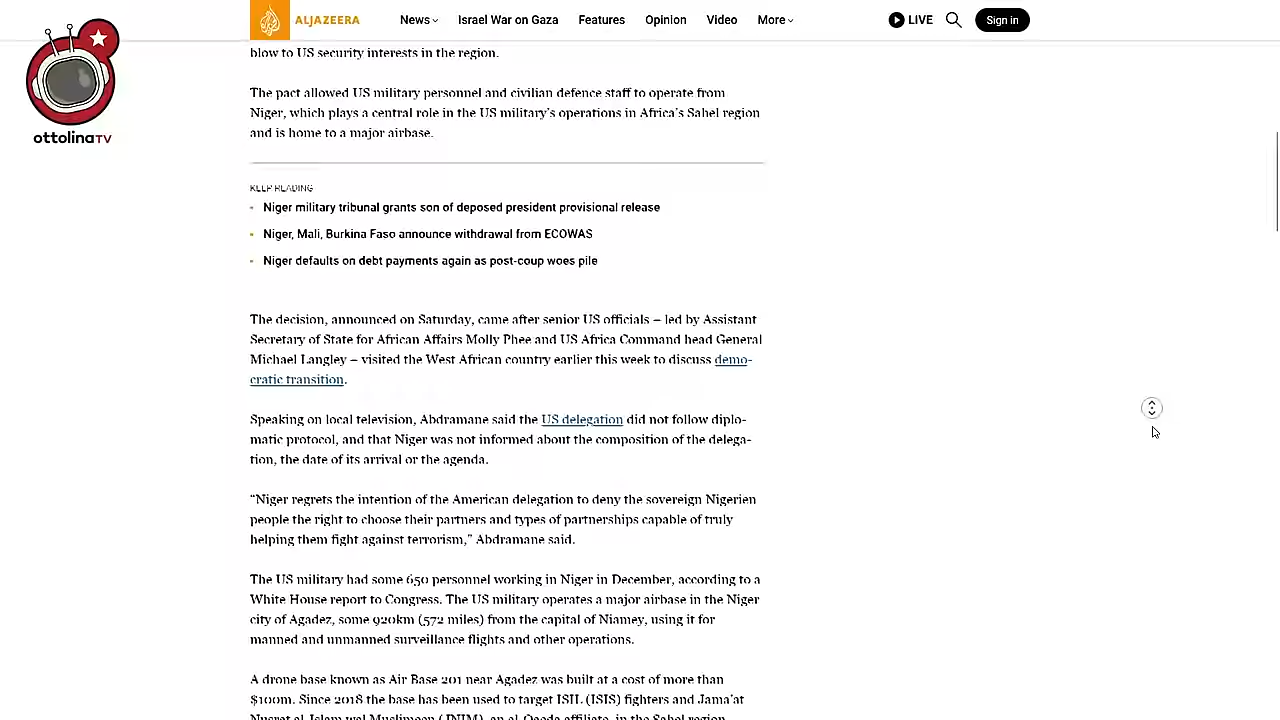 ALJAZEERA
News
Israel War on Gaza
Features
Opinion
Video
More
LIVE
Sign in
ottolinaTV
blow to US security interests in the region.
The pact allowed US military personnel and civilian defence staff to operate from
Niger, which plays a central role in the US military's operations in Africa's Sahel region
and is home to a major airbase.
KEEP READING
Niger military tribunal grants son of deposed president provisional release
Niger, Mali, Burkina Faso announce withdrawal from ECOWAS
Niger defaults on debt payments again as post-coup woes pile
The decision, announced on Saturday, came after senior US officials – led by Assistant
Secretary of State for African Affairs Molly Phee and US Africa Command head General
Michael Langley – visited the West African country earlier this week to discuss demo-
cratic transition.
Speaking on local television, Abdramane said the US delegation did not follow diplo-
matic protocol, and that Niger was not informed about the composition of the delega-
tion, the date of its arrival or the agenda.
“Niger regrets the intention of the American delegation to deny the sovereign Nigerien
people the right to choose their partners and types of partnerships capable of truly
helping them fight against terrorism,” Abdramane said.
The US military had some 650 personnel working in Niger in December, according to a
White House report to Congress. The US military operates a major airbase in the Niger
city of Agadez, some 920km (572 miles) from the capital of Niamey, using it for
manned and unmanned surveillance flights and other operations.
A drone base known as Air Base 201 near Agadez was built at a cost of more than
$100m. Since 2018 the base has been used to target ISIL (ISIS) fighters and Jama'at
Nusrat al-Islam wal Muslimeen (JNIM), an al-Qaeda affiliate, in the Sahel region.